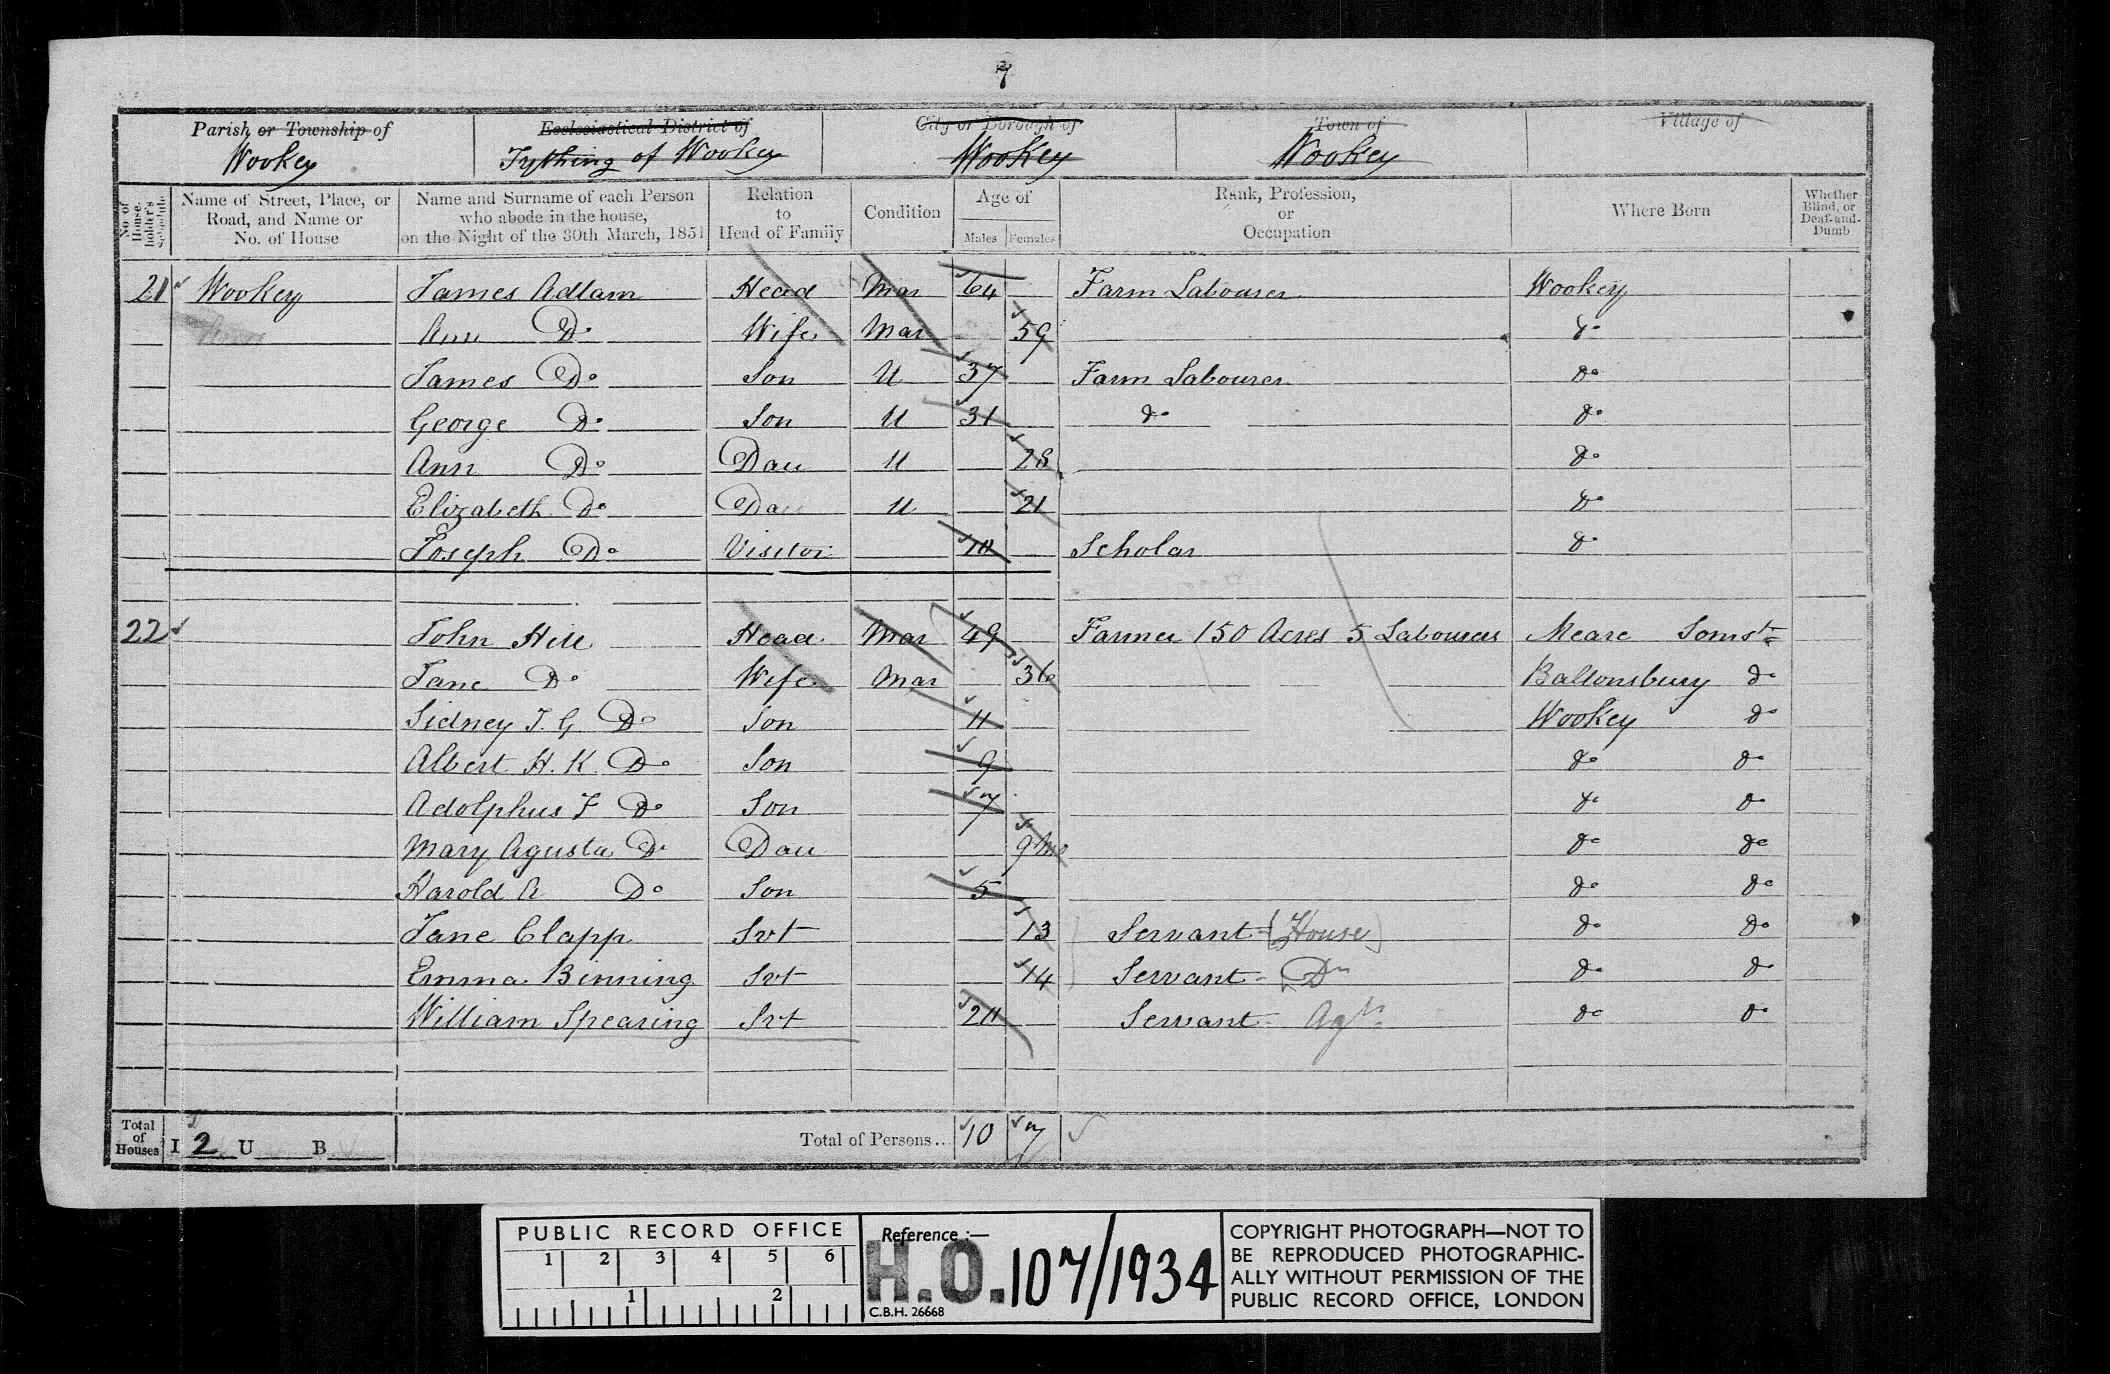 7
Parish or Township of Ecclesiastical District of City or Borough of Town of Village of
Wookey Tything of Wookey Wookey Wookey
No. of House-holder's Schedule Name of Street, Place, or Road, and Name or No. of House Name and Surname of each Person who abode in the house, on the Night of the 30th March, 1851 Relation to Head of Family Condition Age of Males Females Rank, Profession, or Occupation Where Born Whether Blind, or Deaf-and-Dumb
21 Wookey James Adlam Head Mar 64 Farm Labourer Wookey
Ann Do Wife Mar 59 do
James Do Son U 37 Farm Labourer do
George Do Son U 31 do do
Ann Do Dau U 28 do
Elizabeth Do Dau U 21 do
Joseph Do Visitor 10 Scholar do
22 John Hill Head Mar 49 Farmer 150 Acres 5 Labourers Meare Somst
Jane Do Wife Mar 36 Baltonsbury do
Sidney J. G. Do Son 11 Wookey do
Albert H. K. Do Son 9 do do
Adolphus F Do Son 7 do do
Mary Agusta Do Dau 9 Mo do do
Harold A Do Son 5 do do
Jane Clapp Srvt 13 Servant (House) do do
Emma Binning Srvt 14 Servant Do do do
William Spearing Srvt 20 Servant Agl. do do
Total of Houses I 2 U B Total of Persons... 10 7
PUBLIC RECORD OFFICE
1 2 3 4 5 6
1 2
Reference :—
H.O. 107/1934
C.B.H. 26668
COPYRIGHT PHOTOGRAPH—NOT TO
BE REPRODUCED PHOTOGRAPHIC-
ALLY WITHOUT PERMISSION OF THE
PUBLIC RECORD OFFICE, LONDON